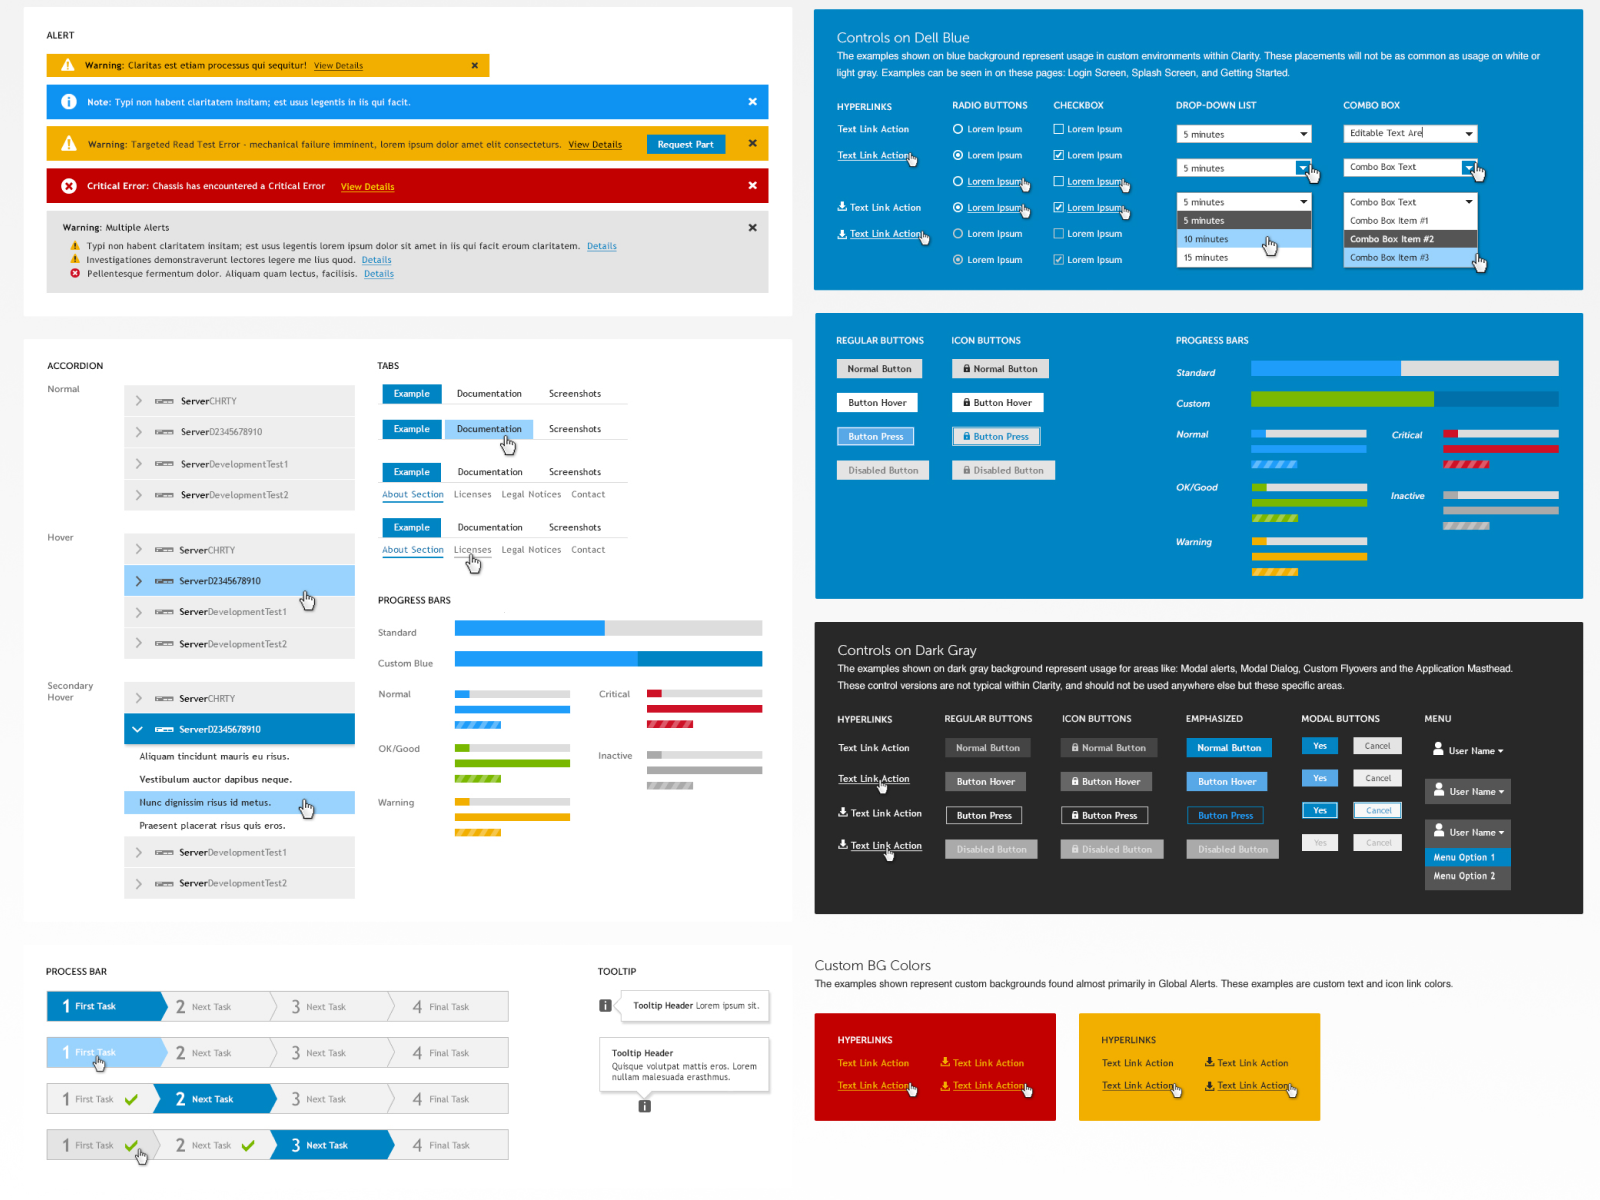 ALERT
Warning: Claritas est etiam processus qui sequitur! View Details
Note: Typi non habent claritatem insitam; est usus legentis in iis qui facit.
Warning: Targeted Read Test Error - mechanical failure imminent, lorem ipsum dolor amet elit consecteturs. View Details Request Part
Critical Error: Chassis has encountered a Critical Error View Details
Warning: Multiple Alerts
Typi non habent claritatem insitam; est usus legentis lorem ipsum dolor sit amet in iis qui facit eroum claritatem. Details
Investigationes demonstraverunt lectores legere me lius quod. Details
Pellentesque fermentum dolor. Aliquam quam lectus, facilisis. Details
ACCORDION
Normal
ServerCHRTY
ServerD2345678910
ServerDevelopmentTest1
ServerDevelopmentTest2
Hover
ServerCHRTY
ServerD2345678910
ServerDevelopmentTest1
ServerDevelopmentTest2
Secondary
Hover
ServerCHRTY
ServerD2345678910
Aliquam tincidunt mauris eu risus.
Vestibulum auctor dapibus neque.
Nunc dignissim risus id metus.
Praesent placerat risus quis eros.
ServerDevelopmentTest1
ServerDevelopmentTest2
TABS
Example Documentation Screenshots
Example Documentation Screenshots
Example Documentation Screenshots
About Section Licenses Legal Notices Contact
Example Documentation Screenshots
About Section Licenses Legal Notices Contact
PROGRESS BARS
Standard
Custom Blue
Normal Critical
OK/Good Inactive
Warning
PROCESS BAR
1 First Task 2 Next Task 3 Next Task 4 Final Task
1 First Task 2 Next Task 3 Next Task 4 Final Task
1 First Task 2 Next Task 3 Next Task 4 Final Task
1 First Task 2 Next Task 3 Next Task 4 Final Task
TOOLTIP
Tooltip Header Lorem ipsum sit.
Tooltip Header
Quisque volutpat mattis eros. Lorem
nullam malesuada erasthmus.
Controls on Dell Blue
The examples shown on blue background represent usage in custom environments within Clarity. These placements will not be as common as usage on white or
light gray. Examples can be seen in on these pages: Login Screen, Splash Screen, and Getting Started.
HYPERLINKS
Text Link Action
Text Link Action
Text Link Action
Text Link Action
RADIO BUTTONS
Lorem Ipsum
Lorem Ipsum
Lorem Ipsum
Lorem Ipsum
Lorem Ipsum
Lorem Ipsum
CHECKBOX
Lorem Ipsum
Lorem Ipsum
Lorem Ipsum
Lorem Ipsum
Lorem Ipsum
Lorem Ipsum
DROP-DOWN LIST
5 minutes
5 minutes
5 minutes
5 minutes
10 minutes
15 minutes
COMBO BOX
Editable Text Are
Combo Box Text
Combo Box Text
Combo Box Item #1
Combo Box Item #2
Combo Box Item #3
REGULAR BUTTONS
Normal Button
Button Hover
Button Press
Disabled Button
ICON BUTTONS
Normal Button
Button Hover
Button Press
Disabled Button
PROGRESS BARS
Standard
Custom
Normal Critical
OK/Good Inactive
Warning
Controls on Dark Gray
The examples shown on dark gray background represent usage for areas like: Modal alerts, Modal Dialog, Custom Flyovers and the Application Masthead.
These control versions are not typical within Clarity, and should not be used anywhere else but these specific areas.
HYPERLINKS
Text Link Action
Text Link Action
Text Link Action
Text Link Action
REGULAR BUTTONS
Normal Button
Button Hover
Button Press
Disabled Button
ICON BUTTONS
Normal Button
Button Hover
Button Press
Disabled Button
EMPHASIZED
Normal Button
Button Hover
Button Press
Disabled Button
MODAL BUTTONS
Yes Cancel
Yes Cancel
Yes Cancel
Yes Cancel
MENU
User Name
User Name
User Name
Menu Option 1
Menu Option 2
Custom BG Colors
The examples shown represent custom backgrounds found almost primarily in Global Alerts. These examples are custom text and icon link colors.
HYPERLINKS
Text Link Action Text Link Action
Text Link Action Text Link Action
HYPERLINKS
Text Link Action Text Link Action
Text Link Action Text Link Action